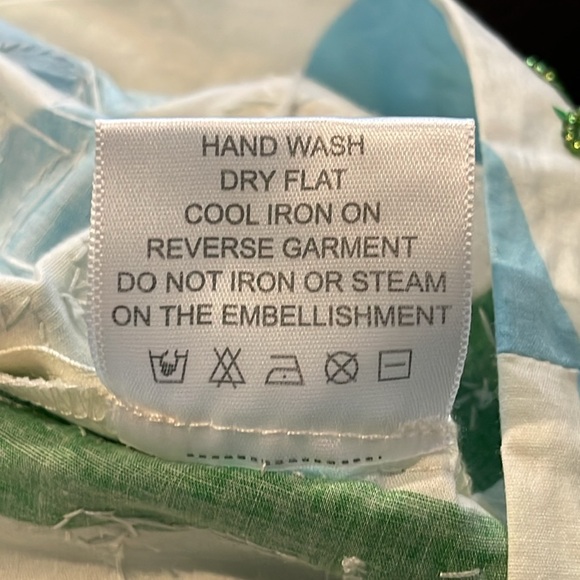 HAND WASH
DRY FLAT
COOL IRON ON
REVERSE GARMENT
DO NOT IRON OR STEAM
ON THE EMBELLISHMENT